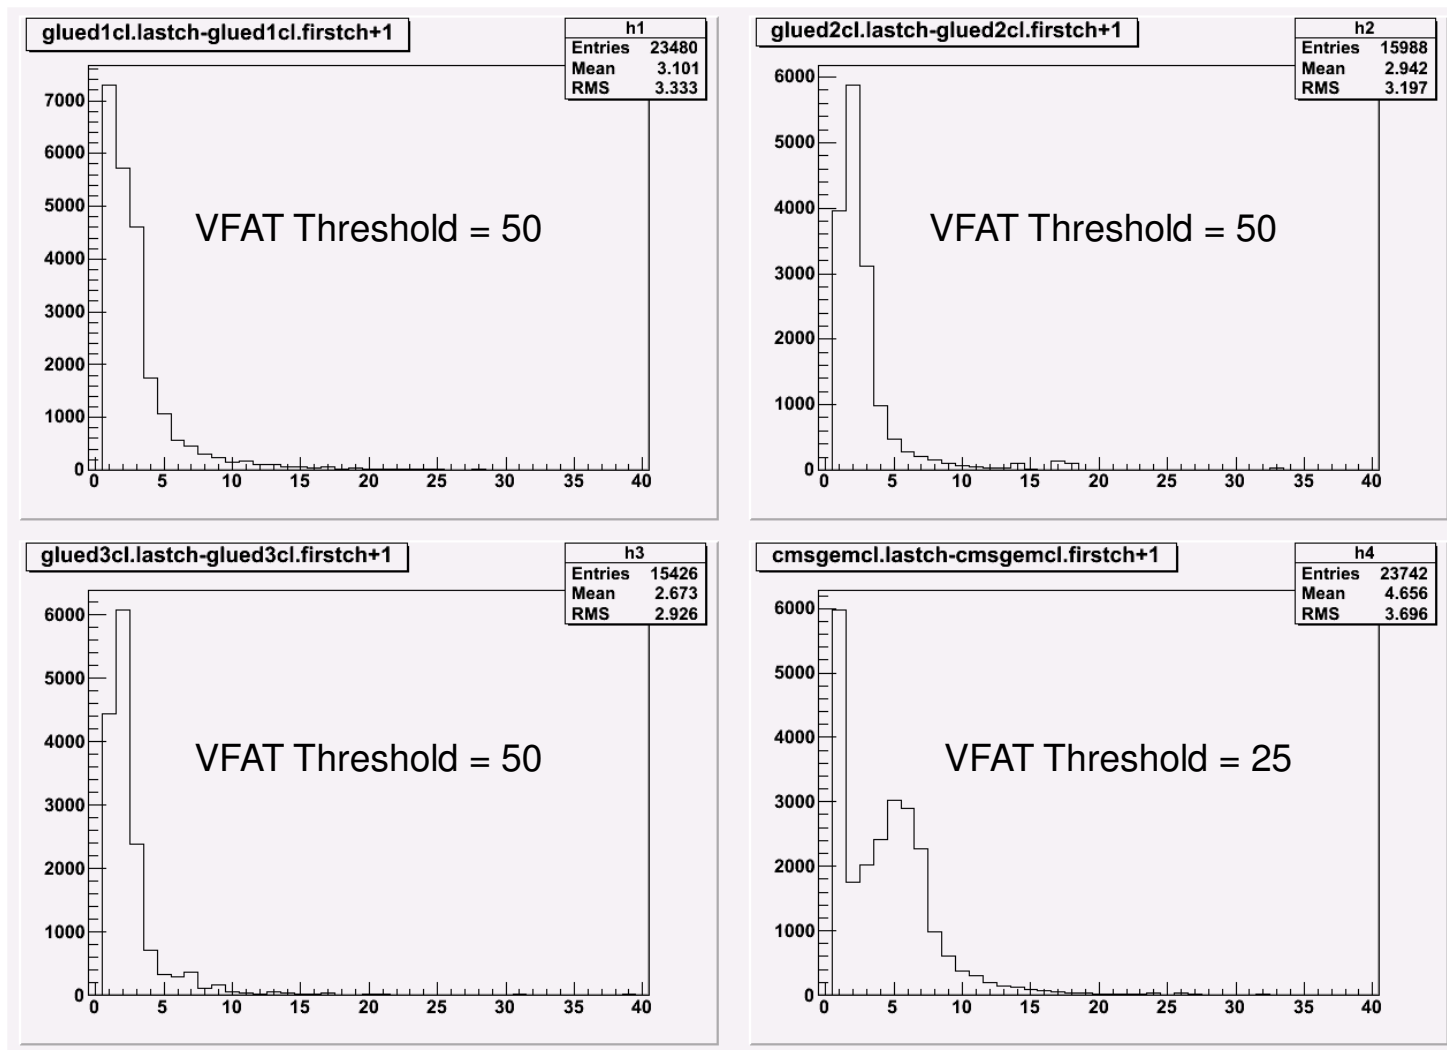 glued1cl.lastch-glued1cl.firstch+1
h1
Entries 23480
Mean 3.101
RMS 3.333
7000
6000
5000
4000
3000
2000
1000
0
0 5 10 15 20 25 30 35 40
VFAT Threshold = 50
glued2cl.lastch-glued2cl.firstch+1
h2
Entries 15988
Mean 2.942
RMS 3.197
6000
5000
4000
3000
2000
1000
0
0 5 10 15 20 25 30 35 40
VFAT Threshold = 50
glued3cl.lastch-glued3cl.firstch+1
h3
Entries 15426
Mean 2.673
RMS 2.926
6000
5000
4000
3000
2000
1000
0
0 5 10 15 20 25 30 35 40
VFAT Threshold = 50
cmsgemcl.lastch-cmsgemcl.firstch+1
h4
Entries 23742
Mean 4.656
RMS 3.696
6000
5000
4000
3000
2000
1000
0
0 5 10 15 20 25 30 35 40
VFAT Threshold = 25